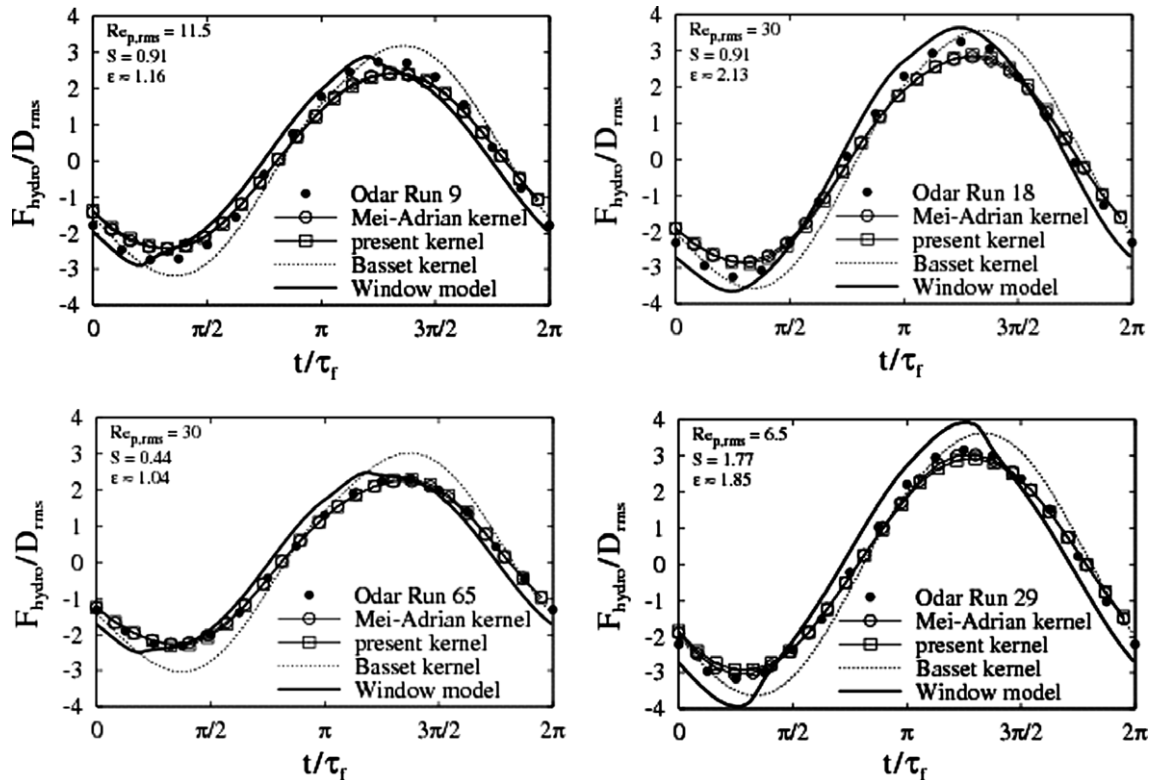 4
3
2
1
0
-1
-2
-3
-4
F_hydro/D_rms
Re_p,rms = 11.5
S = 0.91
ε ≈ 1.16
Odar Run 9
Mei-Adrian kernel
present kernel
Basset kernel
Window model
0 π/2 π 3π/2 2π
t/τ_f
4
3
2
1
0
-1
-2
-3
-4
F_hydro/D_rms
Re_p,rms = 30
S = 0.91
ε ≈ 2.13
Odar Run 18
Mei-Adrian kernel
present kernel
Basset kernel
Window model
0 π/2 π 3π/2 2π
t/τ_f
4
3
2
1
0
-1
-2
-3
-4
F_hydro/D_rms
Re_p,rms = 30
S = 0.44
ε ≈ 1.04
Odar Run 65
Mei-Adrian kernel
present kernel
Basset kernel
Window model
0 π/2 π 3π/2 2π
t/τ_f
4
3
2
1
0
-1
-2
-3
-4
F_hydro/D_rms
Re_p,rms = 6.5
S = 1.77
ε ≈ 1.85
Odar Run 29
Mei-Adrian kernel
present kernel
Basset kernel
Window model
0 π/2 π 3π/2 2π
t/τ_f